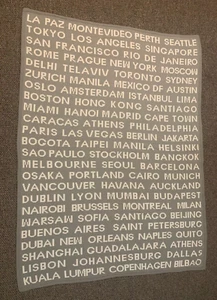 LA PAZ MONTEVIDEO PERTH SEATTLE
TOKYO LOS ANGELES SINGAPORE
SAN FRANCISCO RIO DE JANEIRO
ROME PRAGUE NEW YORK MOSCOW
DELHI TELAVIV TORONTO SYDNEY
ZURICH MANILA MEXICO DF AUSTIN
OSLO AMSTERDAM ISTANBUL LIMA
BOSTON HONG KONG SANTIAGO
MIAMI HANOI MADRID CAPE TOWN
CARACAS ATHENS PHILADELPHIA
PARIS LAS VEGAS BERLIN JAKARTA
BOGOTA TAIPEI MANILA HELSINKI
SAO PAULO STOCKHOLM BANGKOK
MELBOURNE SEOUL BARCELONA
OSAKA PORTLAND CAIRO MUNICH
VANCOUVER HAVANA AUCKLAND
DUBLIN LYON MUMBAI BUDAPEST
NAIROBI BRUSSELS MONTREAL MILAN
WARSAW SOFIA SANTIAGO BEIJING
BUENOS AIRES SAINT PETERSBURG
DUBAI NEW ORLEANS NAPLES QUITO
SHANGHAI GUADALAJARA ATHENS
LISBON JOHANNESBURG DALLAS
KUALA LUMPUR COPENHAGEN BILBAO